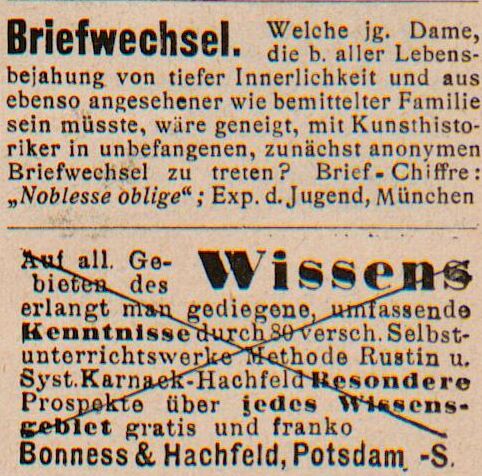 Briefwechsel. Welche jg. Dame,
die b. aller Lebens-
bejahung von tiefer Innerlichkeit und aus
ebenso angesehener wie bemittelter Familie
sein müsste, wäre geneigt, mit Kunsthisto-
riker in unbefangenen, zunächst anonymen
Briefwechsel zu treten? Brief-Chiffre:
„Noblesse oblige“; Exp. d. Jugend, München
Auf all. Ge-
bieten des Wissens
erlangt man gediegene, umfassende
Kenntnisse durch 80 versch. Selbst-
unterrichtswerke Methode Rustin u.
Syst. Karnack-Hachfeld Besondere
Prospekte über jedes Wissens-
gebiet gratis und franko
Bonness & Hachfeld, Potsdam, -S.